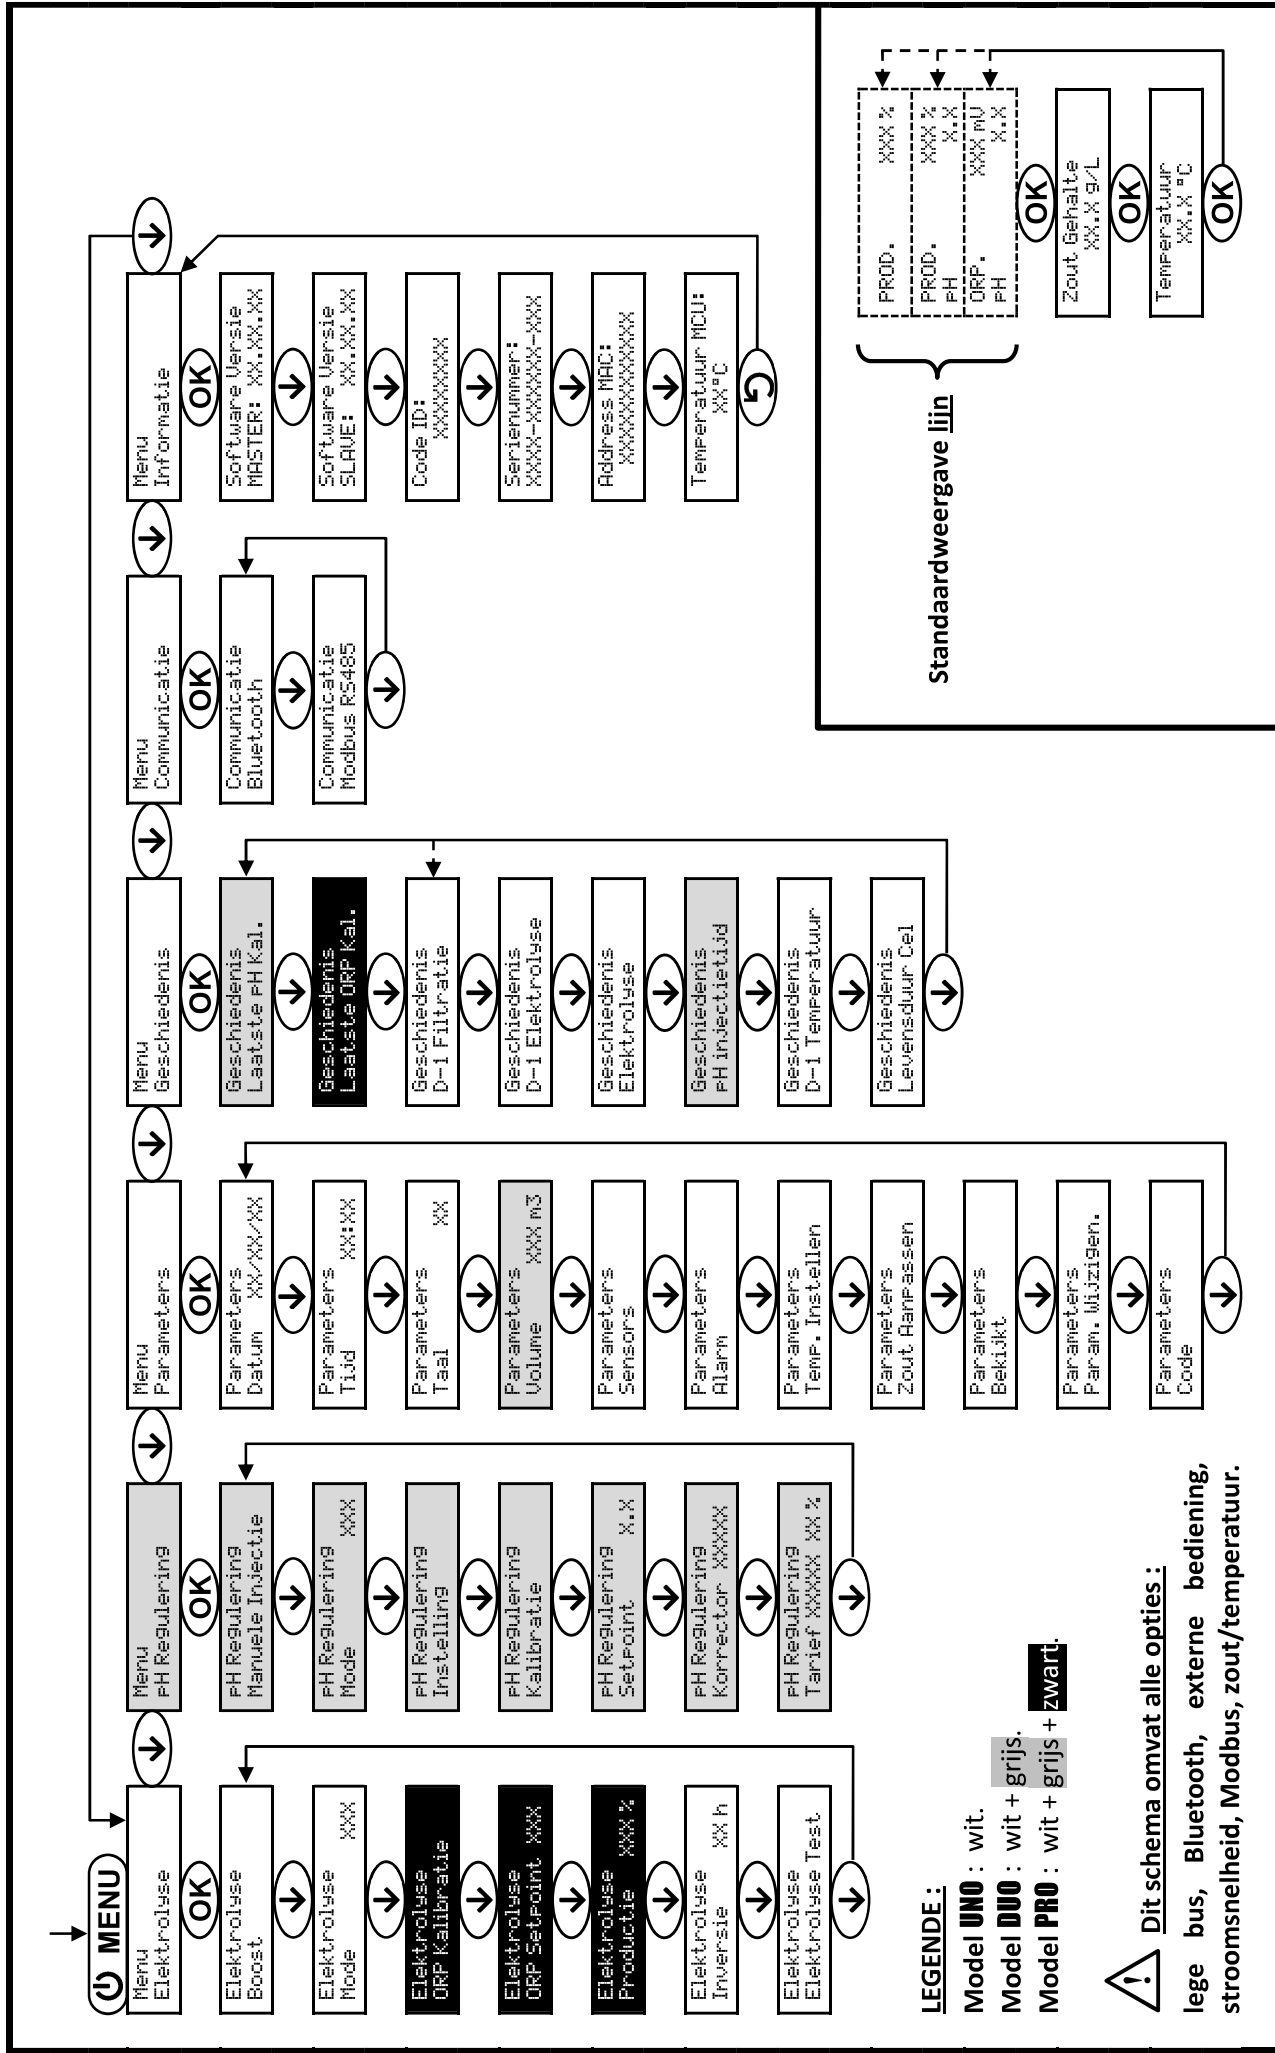 MENU
Menu
Elektrolyse
OK
Elektrolyse
Boost
Elektrolyse
Mode XXX
Elektrolyse
ORP Kalibratie
Elektrolyse
ORP Setpoint XXX
Elektrolyse
Productie XXX %
Elektrolyse
Inversie XX h
Elektrolyse
Elektrolyse Test
Menu
pH Regulering
OK
pH Regulering
Manuele Injectie
pH Regulering
Mode XXX
pH Regulering
Instelling
pH Regulering
Kalibratie
pH Regulering
Setpoint X.X
pH Regulering
Korrector XXXXX
pH Regulering
Tarief XXXXX XX %
Menu
Parameters
OK
Parameters
Datum XX/XX/XX
Parameters
Tijd XX:XX
Parameters
Taal XX
Parameters
Volume XXX m3
Parameters
Sensors
Parameters
Alarm
Parameters
Temp. Instellen
Parameters
Zout Aanpassen
Parameters
Bekijkt
Parameters
Param. Wijzigen.
Parameters
Code
Menu
Geschiedenis
OK
Geschiedenis
Laatste pH Kal.
Geschiedenis
Laatste ORP Kal.
Geschiedenis
D-1 Filtratie
Geschiedenis
D-1 Elektrolyse
Geschiedenis
Elektrolyse
Geschiedenis
pH injectietijd
Geschiedenis
D-1 Temperatuur
Geschiedenis
Levensduur Cel
Menu
Communicatie
OK
Communicatie
Bluetooth
Communicatie
Modbus RS485
Menu
Informatie
OK
Software Versie
MASTER: XX.XX.XX
Software Versie
SLAVE: XX.XX.XX
Code ID:
XXXXXXXX
Serienummer:
XXXX-XXXXXX-XXX
Address MAC:
XXXXXXXXXXXX
Temperatuur MCU:
XX°C
LEGENDE :
Model UNO : wit.
Model DUO : wit + grijs.
Model PRO : wit + grijs + zwart.
Dit schema omvat alle opties :
lege bus, Bluetooth, externe bediening,
stroomsnelheid, Modbus, zout/temperatuur.
Standaardweergave lijn
PROD. XXX %
PROD. XXX %
pH X.X
ORP. XXX mV
pH X.X
OK
Zout Gehalte
XX.X g/L
OK
Temperatuur
XX.X °C
OK